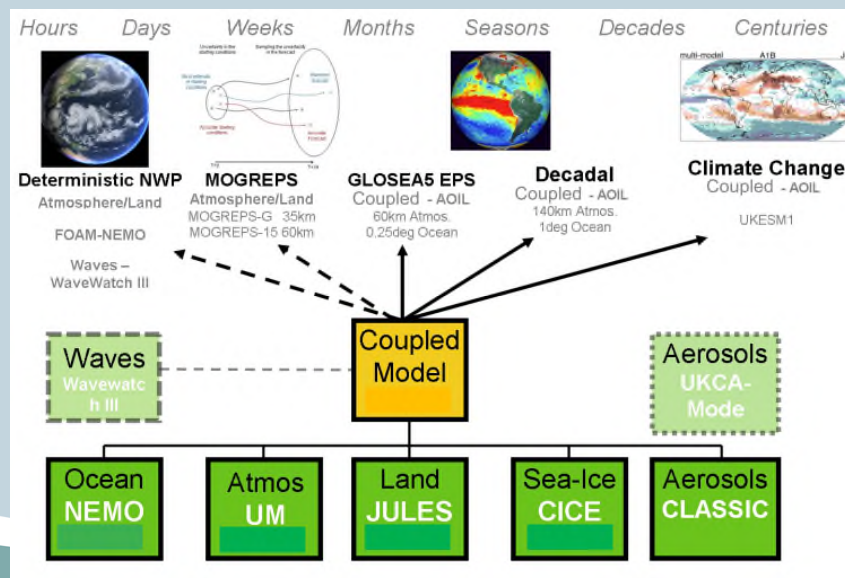 Hours Days Weeks Months Seasons Decades Centuries
multi-model A1B J
Deterministic NWP
Atmosphere/Land
FOAM-NEMO
Waves –
WaveWatch III
MOGREPS
Atmosphere/Land
MOGREPS-G 35km
MOGREPS-15 60km
GLOSEA5 EPS
Coupled - AOIL
60km Atmos.
0.25deg Ocean
Decadal
Coupled - AOIL
140km Atmos.
1deg Ocean
Climate Change
Coupled - AOIL
UKESM1
Waves
Wavewatc
h III
Coupled
Model
Aerosols
UKCA-
Mode
Ocean
NEMO
Atmos
UM
Land
JULES
Sea-Ice
CICE
Aerosols
CLASSIC